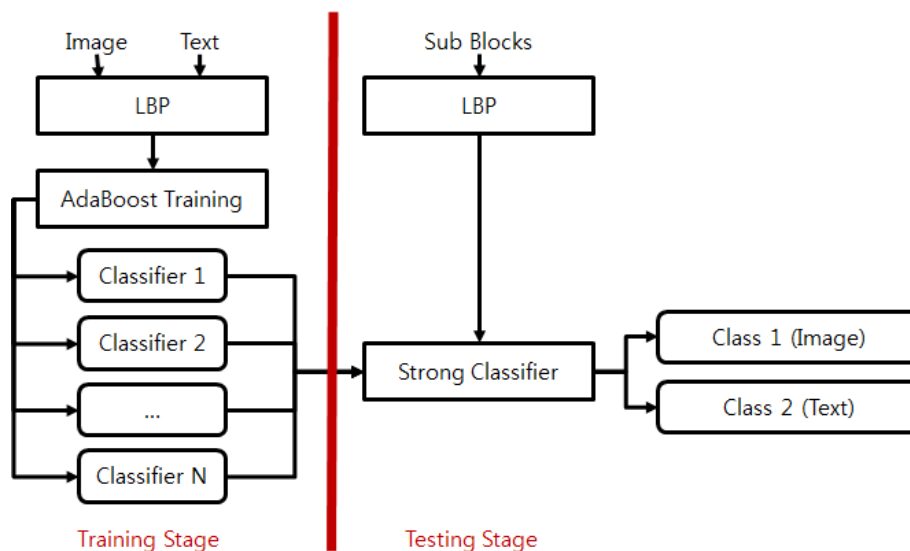 Image
Text
LBP
AdaBoost Training
Classifier 1
Classifier 2
...
Classifier N
Training Stage
Sub Blocks
LBP
Strong Classifier
Class 1 (Image)
Class 2 (Text)
Testing Stage